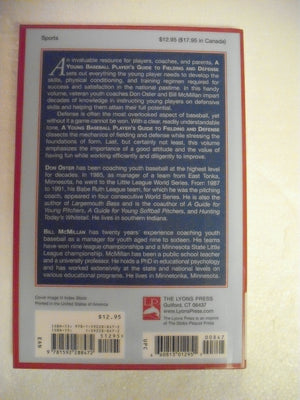 Sports
$12.95 ($17.95 in Canada)
An invaluable resource for players, coaches, and parents, A
YOUNG BASEBALL PLAYER'S GUIDE TO FIELDING AND DEFENSE
sets out everything the young player needs to develop the
skills, physical conditioning, and training regimen required for
success and satisfaction in the national pastime. In this handy
volume, veteran youth coaches Don Oster and Bill McMillan impart
decades of knowledge in instructing young players on defensive
skills and helping them attain their full potential.
Defense is often the most overlooked aspect of baseball, yet
without it a game cannot be won. With a clear, readily understandable
tone, A YOUNG BASEBALL PLAYER'S GUIDE TO FIELDING AND DEFENSE
dissects the mechanics of fielding and defense while stressing the
foundations of form. Last, but certainly not least, this volume
emphasizes the importance of a good attitude and the value of
having fun while working efficiently and diligently to improve.
DON OSTER has been coaching youth baseball at the highest level
for decades. In 1985, as manager of a team from East Tonka,
Minnesota, he went to the Little League World Series. From 1987
to 1991, his Babe Ruth League team, for which he was the pitching
coach, appeared in four consecutive World Series. He is also the
author of Largemouth Bass and is the coauthor of A Guide for
Young Pitchers, A Guide for Young Softball Pitchers, and Hunting
Today's Whitetail. He lives in southern Indiana.
BILL MCMILLAN has twenty years' experience coaching youth
baseball as a manager for youth aged nine to sixteen. His teams
have won nine league championships and a Minnesota State Little
League championship. McMillan has been a public school teacher
and a university professor. He holds a PhD in educational psychology
and has worked extensively at the state and national levels on
various educational programs. He lives in Minnetonka, Minnesota.
Cover image © Index Stock
Printed in the United States of America
$12.95
EAN
9 781592 288472
51295
THE LYONS PRESS
Guilford, CT 06437
www.LyonsPress.com
The Lyons Press is an imprint
of The Globe Pequot Press
UPC
00847